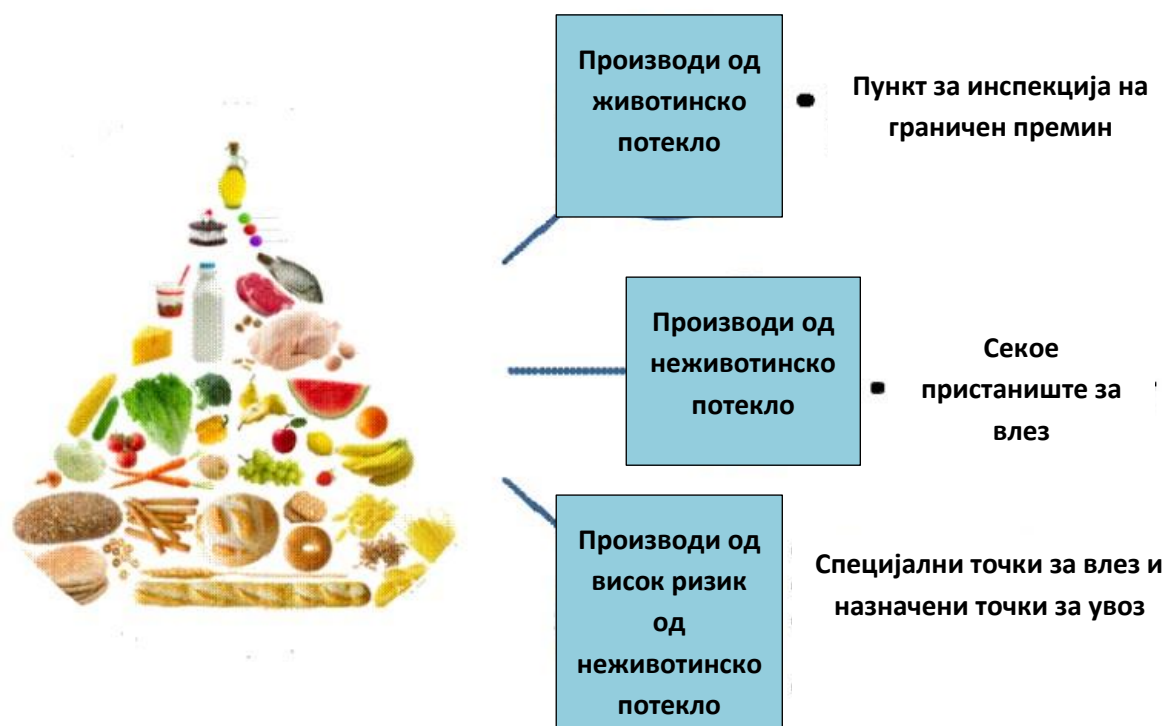 Производи од
животинско
потекло
Пункт за инспекција на
граничен премин
Производи од
неживотинско
потекло
Секое
пристаниште за
влез
Производи од
висок ризик
од
неживотинско
потекло
Специјални точки за влез и
назначени точки за увоз